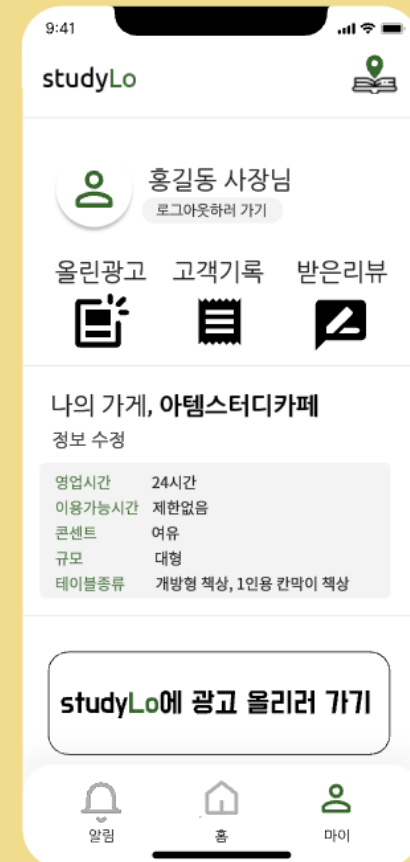 9:41
studyLo
홍길동 사장님
로그아웃하러 가기
올린광고 고객기록 받은리뷰
나의 가게, 아템스터디카페
정보 수정
영업시간 24시간
이용가능시간 제한없음
콘센트 여유
규모 대형
테이블종류 개방형 책상, 1인용 칸막이 책상
studyLo에 광고 올리러 가기
알림 홈 마이